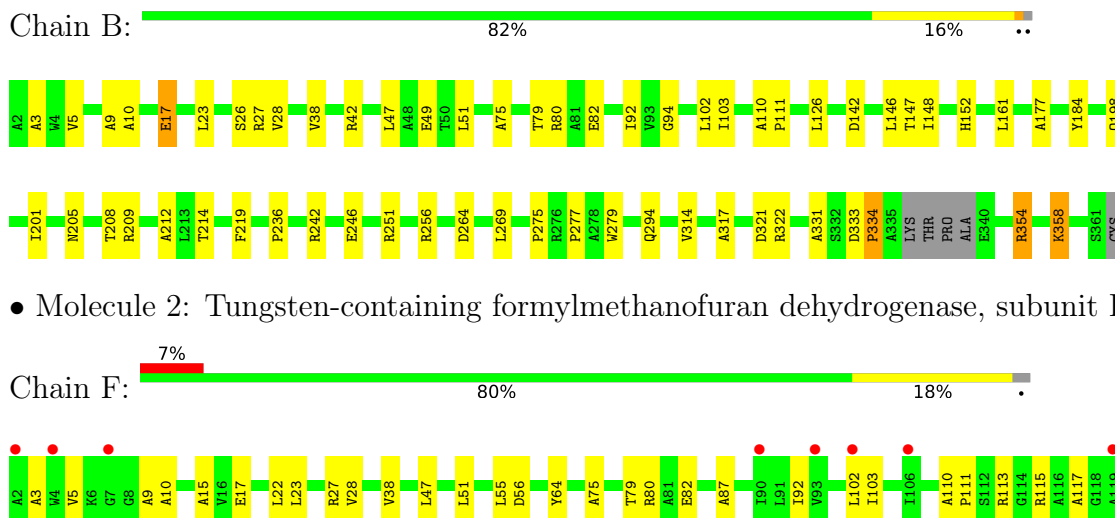 Chain B:
82% 16% ••
A2 A3 W4 V5 A9 A10 E17 L23 S26 R27 V28 V38 R42 L47 A48 E49 T50 L51 A75 T79 R80 A81 E82 I92 V93 G94 L102 I103 A110 P111 L126 D142 L146 T147 I148 H152 L161 A177 Y184
I201 N205 T208 R209 A212 L213 T214 F219 P236 R242 E246 R251 R256 D264 L269 P275 R276 P277 A278 W279 Q294 V314 A317 D321 R322 A331 S332 D333 P334 A335 LYS THR PRO ALA E340 R354 K358 S361 CYS
• Molecule 2: Tungsten-containing formylmethanofuran dehydrogenase, subunit
7%
Chain F:
80% 18% •
A2 A3 W4 V5 K6 G7 G8 A9 A10 A15 V16 E17 L22 L23 R27 V28 V38 L47 L51 L55 D56 Y64 A75 T79 R80 A81 E82 A87 I90 L91 I92 V93 L102 I103 I106 A110 P111 S112 R113 G114 R115 A116 A117 G118 A119